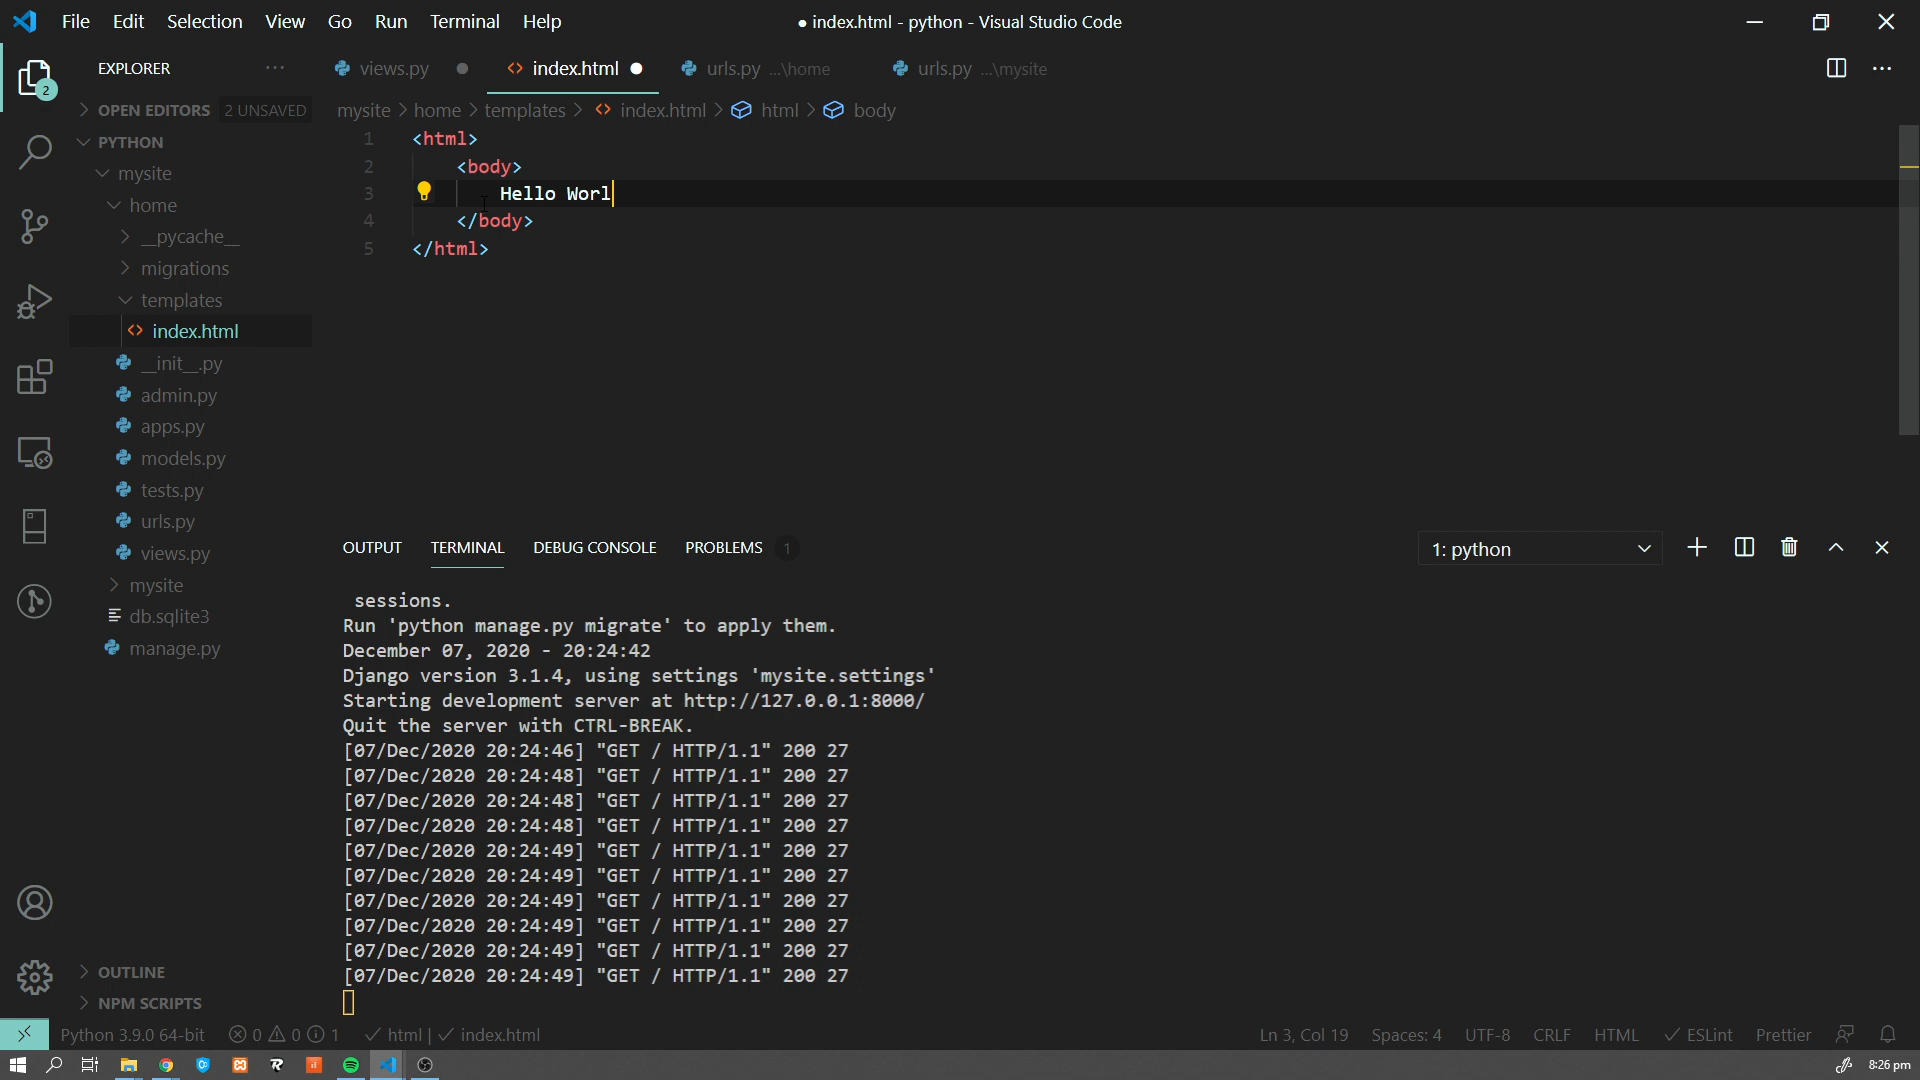 File Edit Selection View Go Run Terminal Help
● index.html - python - Visual Studio Code
EXPLORER
views.py
index.html
urls.py ...\home
urls.py ...\mysite
2
OPEN EDITORS 2 UNSAVED
PYTHON
mysite
home
__pycache__
migrations
templates
index.html
__init__.py
admin.py
apps.py
models.py
tests.py
urls.py
views.py
mysite
db.sqlite3
manage.py
OUTLINE
NPM SCRIPTS
mysite > home > templates > index.html > html > body
1 <html>
2 <body>
3 Hello Worl
4 </body>
5 </html>
OUTPUT TERMINAL DEBUG CONSOLE PROBLEMS 1
1: python
sessions.
Run 'python manage.py migrate' to apply them.
December 07, 2020 - 20:24:42
Django version 3.1.4, using settings 'mysite.settings'
Starting development server at http://127.0.0.1:8000/
Quit the server with CTRL-BREAK.
[07/Dec/2020 20:24:46] "GET / HTTP/1.1" 200 27
[07/Dec/2020 20:24:48] "GET / HTTP/1.1" 200 27
[07/Dec/2020 20:24:48] "GET / HTTP/1.1" 200 27
[07/Dec/2020 20:24:48] "GET / HTTP/1.1" 200 27
[07/Dec/2020 20:24:49] "GET / HTTP/1.1" 200 27
[07/Dec/2020 20:24:49] "GET / HTTP/1.1" 200 27
[07/Dec/2020 20:24:49] "GET / HTTP/1.1" 200 27
[07/Dec/2020 20:24:49] "GET / HTTP/1.1" 200 27
[07/Dec/2020 20:24:49] "GET / HTTP/1.1" 200 27
[07/Dec/2020 20:24:49] "GET / HTTP/1.1" 200 27
Python 3.9.0 64-bit 0 0 1 ✓ html | ✓ index.html
Ln 3, Col 19 Spaces: 4 UTF-8 CRLF HTML ✓ ESLint Prettier
8:26 pm